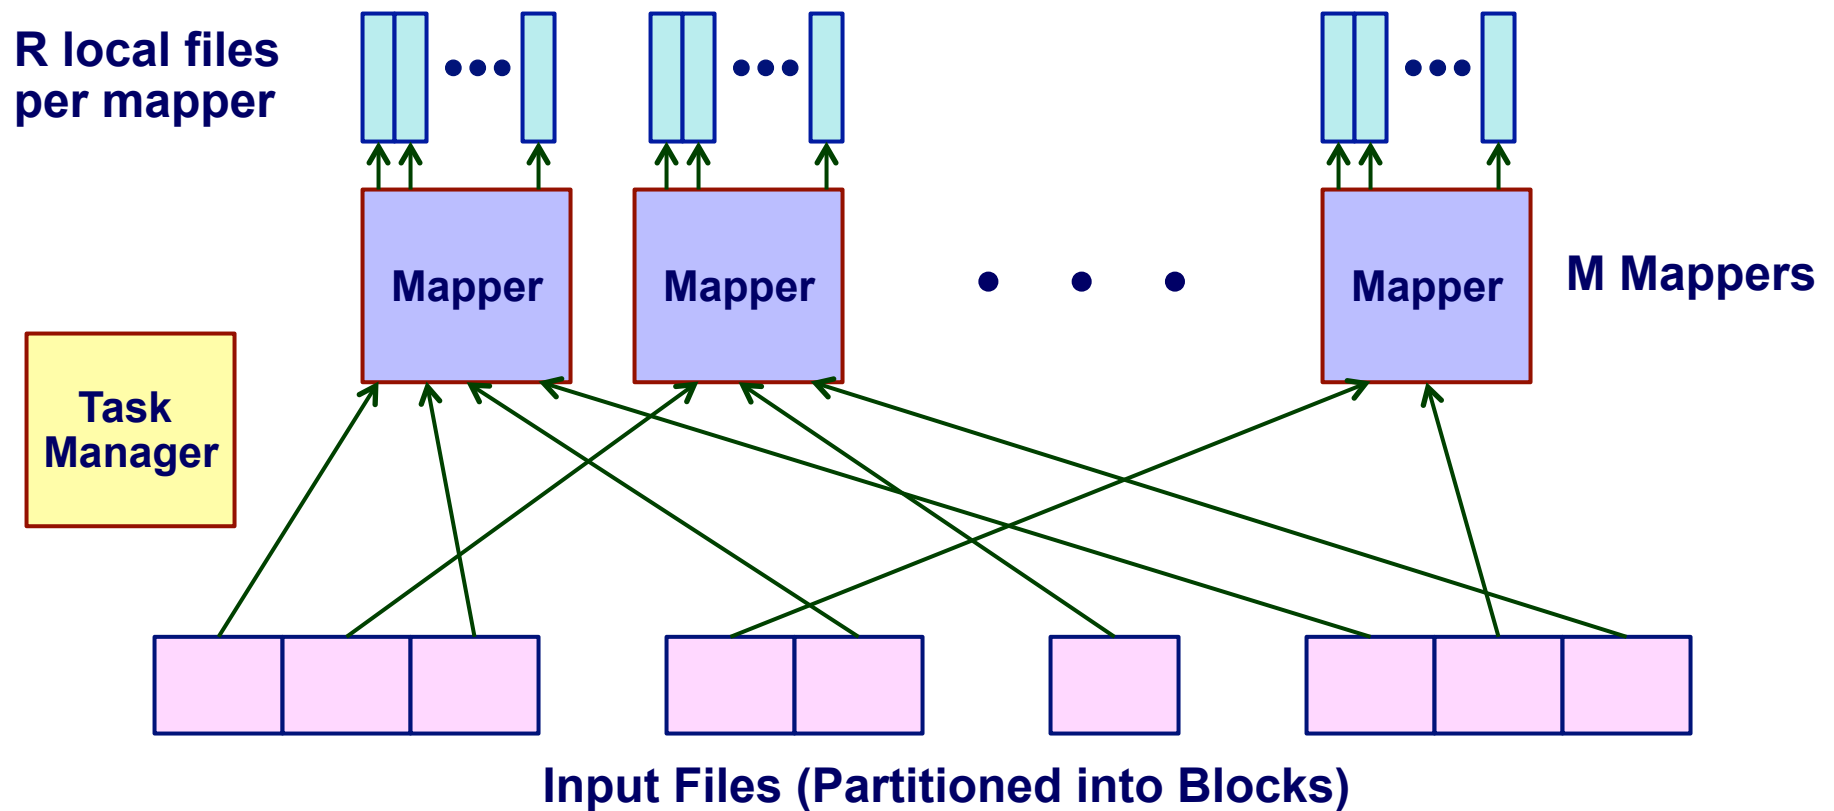 R local files
per mapper
Mapper
Mapper
Mapper
M Mappers
Task
Manager
Input Files (Partitioned into Blocks)